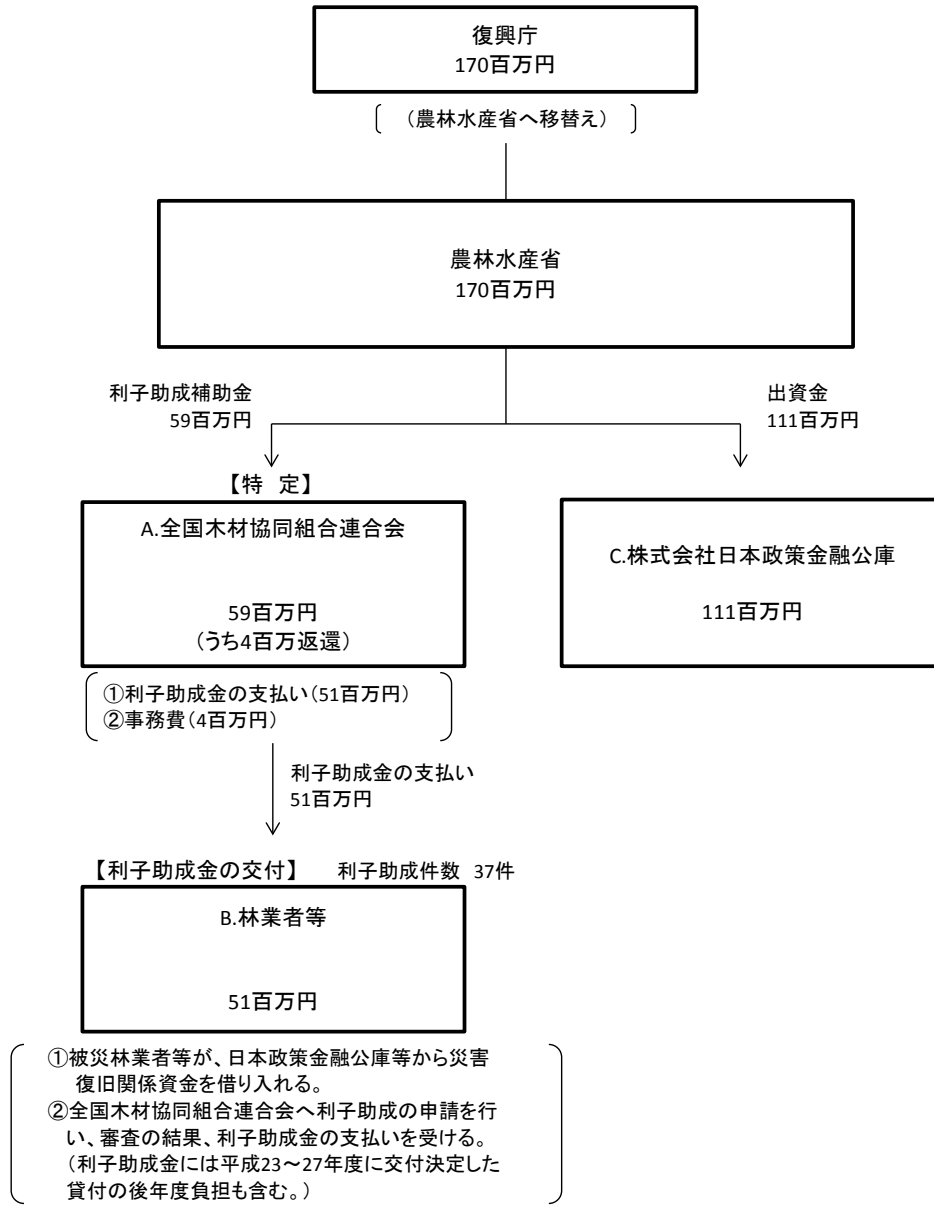 復興庁
170百万円
(農林水産省へ移替え)
農林水産省
170百万円
利子助成補助金
59百万円
出資金
111百万円
【特 定】
A.全国木材協同組合連合会
59百万円
(うち4百万返還)
C.株式会社日本政策金融公庫
111百万円
①利子助成金の支払い(51百万円)
②事務費(4百万円)
利子助成金の支払い
51百万円
【利子助成金の交付】 利子助成件数 37件
B.林業者等
51百万円
①被災林業者等が、日本政策金融公庫等から災害
復旧関係資金を借り入れる。
②全国木材協同組合連合会へ利子助成の申請を行
い、審査の結果、利子助成金の支払いを受ける。
(利子助成金には平成23～27年度に交付決定した
貸付の後年度負担も含む。)